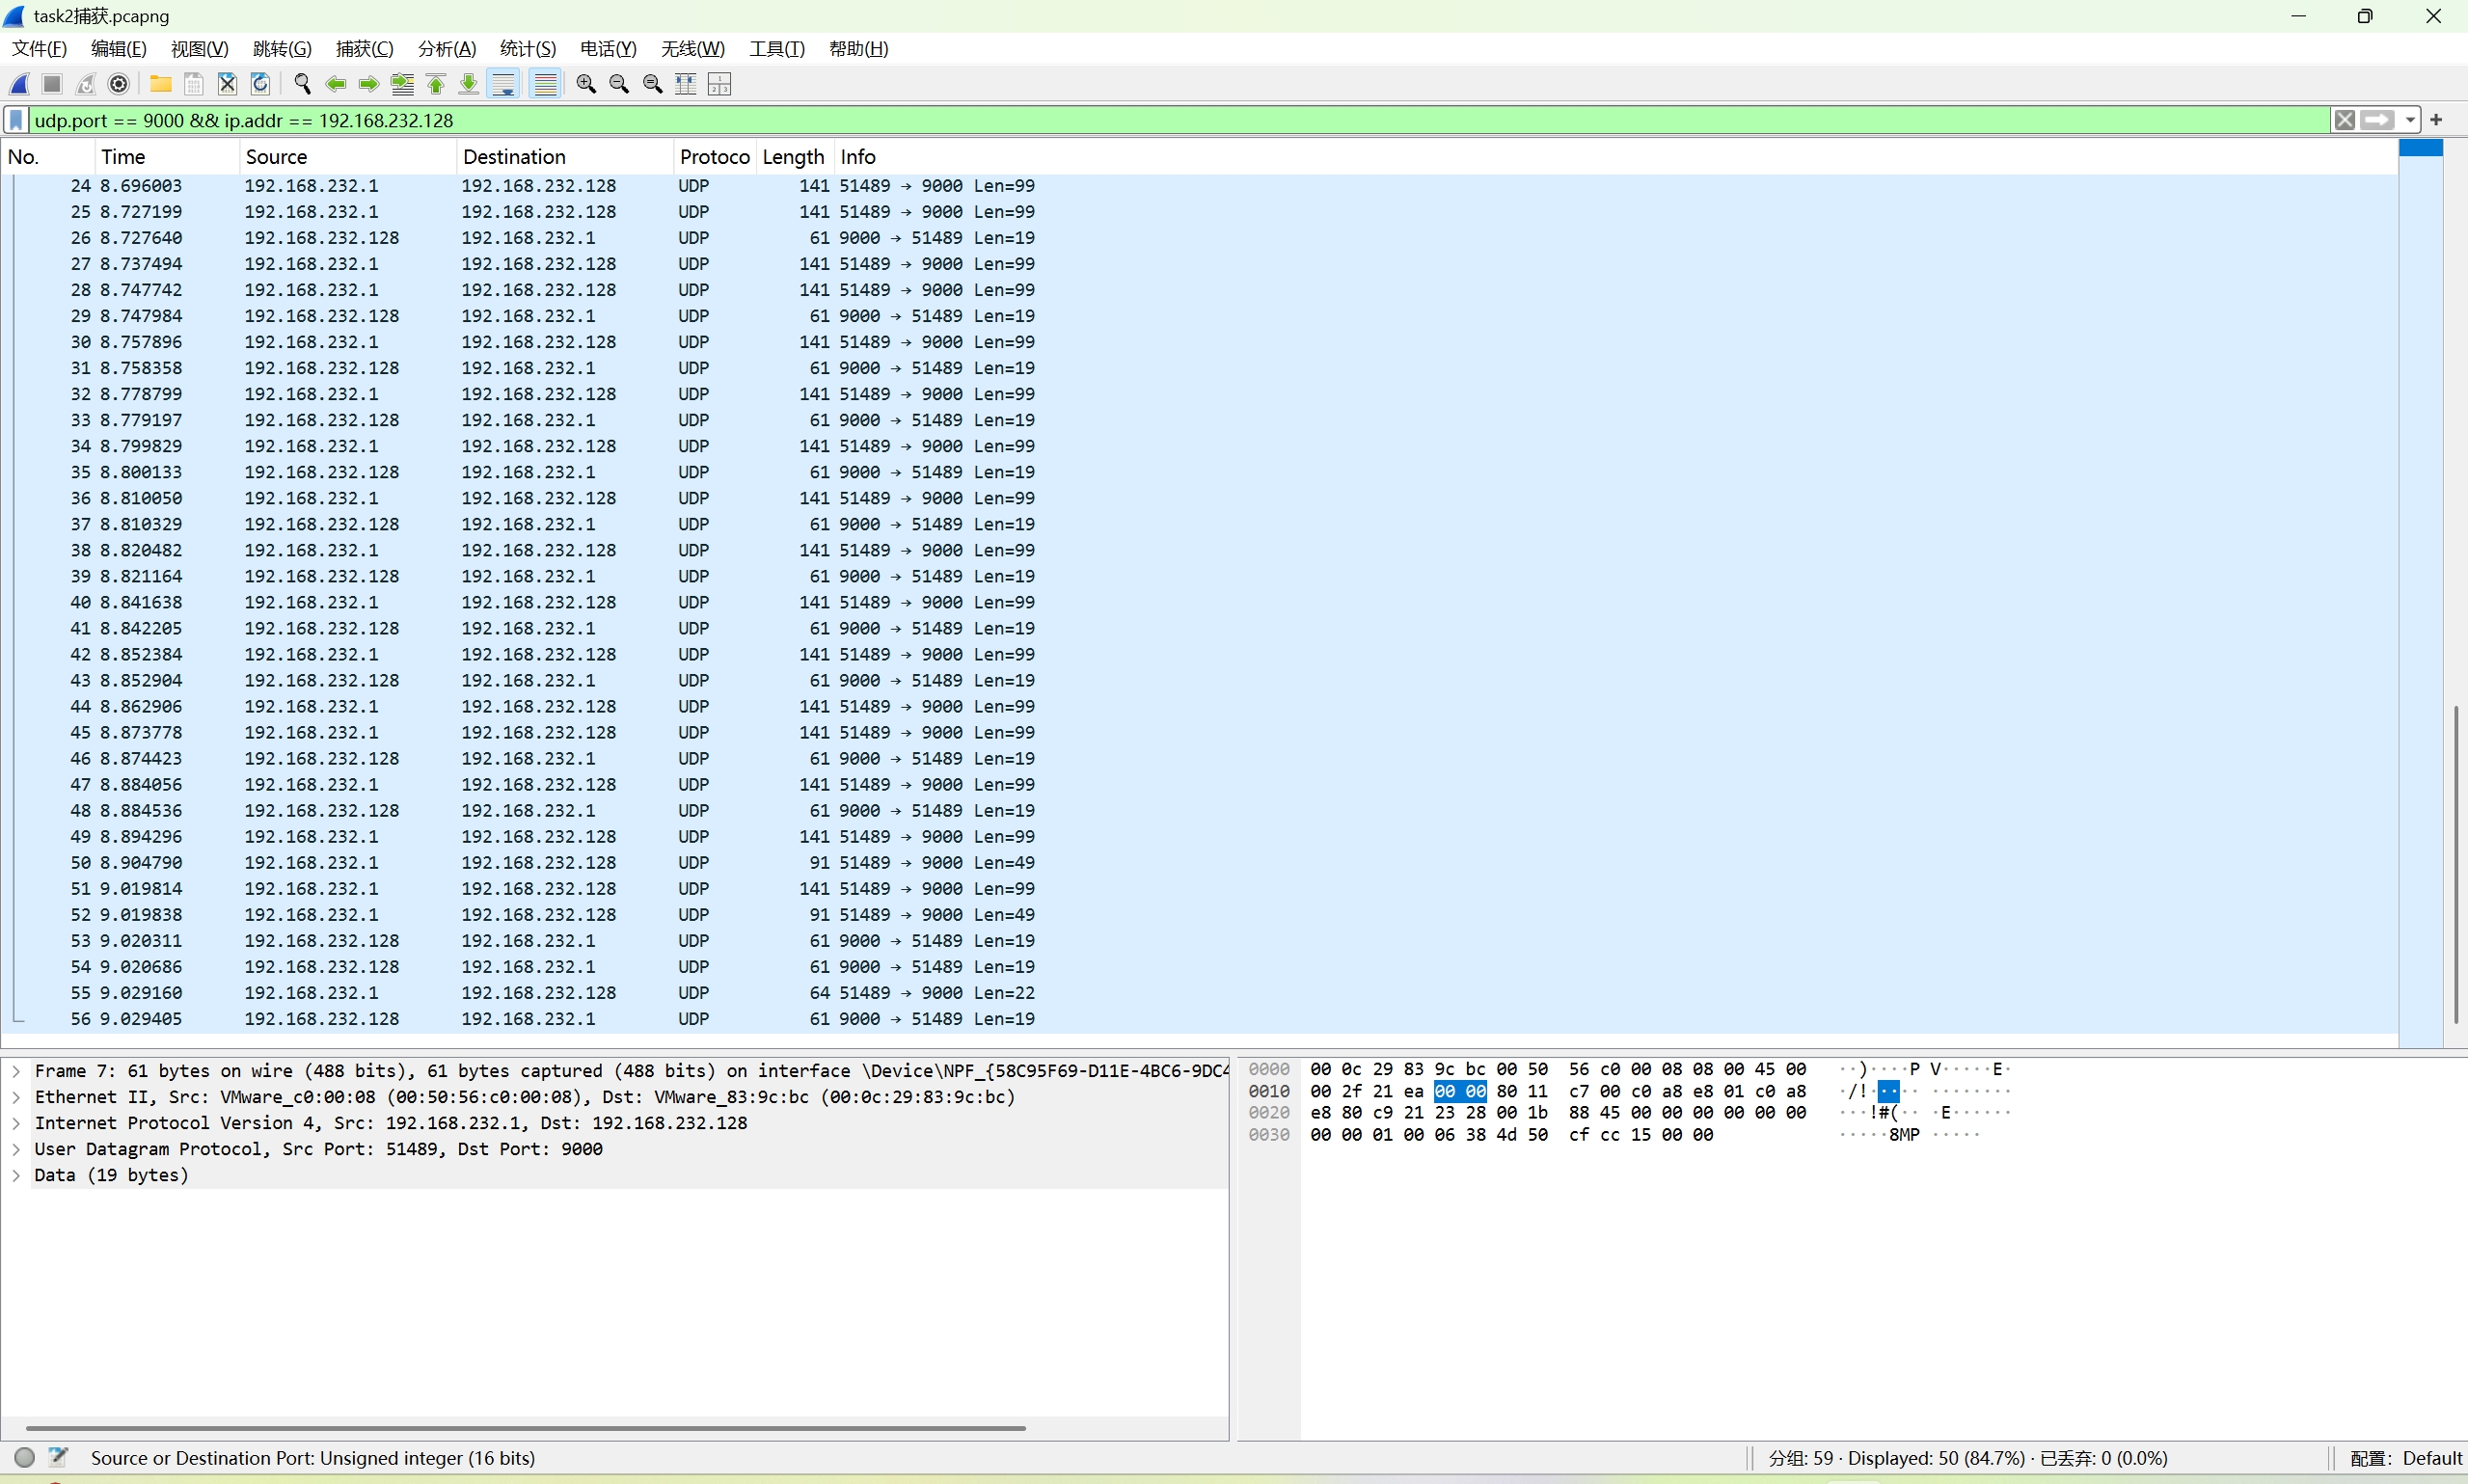 task2捕获.pcapng
文件(F) 编辑(E) 视图(V) 跳转(G) 捕获(C) 分析(A) 统计(S) 电话(Y) 无线(W) 工具(T) 帮助(H)
udp.port == 9000 && ip.addr == 192.168.232.128
No. Time Source Destination Protoco Length Info
24 8.696003 192.168.232.1 192.168.232.128 UDP 141 51489 → 9000 Len=99
25 8.727199 192.168.232.1 192.168.232.128 UDP 141 51489 → 9000 Len=99
26 8.727640 192.168.232.128 192.168.232.1 UDP 61 9000 → 51489 Len=19
27 8.737494 192.168.232.1 192.168.232.128 UDP 141 51489 → 9000 Len=99
28 8.747742 192.168.232.1 192.168.232.128 UDP 141 51489 → 9000 Len=99
29 8.747984 192.168.232.128 192.168.232.1 UDP 61 9000 → 51489 Len=19
30 8.757896 192.168.232.1 192.168.232.128 UDP 141 51489 → 9000 Len=99
31 8.758358 192.168.232.128 192.168.232.1 UDP 61 9000 → 51489 Len=19
32 8.778799 192.168.232.1 192.168.232.128 UDP 141 51489 → 9000 Len=99
33 8.779197 192.168.232.128 192.168.232.1 UDP 61 9000 → 51489 Len=19
34 8.799829 192.168.232.1 192.168.232.128 UDP 141 51489 → 9000 Len=99
35 8.800133 192.168.232.128 192.168.232.1 UDP 61 9000 → 51489 Len=19
36 8.810050 192.168.232.1 192.168.232.128 UDP 141 51489 → 9000 Len=99
37 8.810329 192.168.232.128 192.168.232.1 UDP 61 9000 → 51489 Len=19
38 8.820482 192.168.232.1 192.168.232.128 UDP 141 51489 → 9000 Len=99
39 8.821164 192.168.232.128 192.168.232.1 UDP 61 9000 → 51489 Len=19
40 8.841638 192.168.232.1 192.168.232.128 UDP 141 51489 → 9000 Len=99
41 8.842205 192.168.232.128 192.168.232.1 UDP 61 9000 → 51489 Len=19
42 8.852384 192.168.232.1 192.168.232.128 UDP 141 51489 → 9000 Len=99
43 8.852904 192.168.232.128 192.168.232.1 UDP 61 9000 → 51489 Len=19
44 8.862906 192.168.232.1 192.168.232.128 UDP 141 51489 → 9000 Len=99
45 8.873778 192.168.232.1 192.168.232.128 UDP 141 51489 → 9000 Len=99
46 8.874423 192.168.232.128 192.168.232.1 UDP 61 9000 → 51489 Len=19
47 8.884056 192.168.232.1 192.168.232.128 UDP 141 51489 → 9000 Len=99
48 8.884536 192.168.232.128 192.168.232.1 UDP 61 9000 → 51489 Len=19
49 8.894296 192.168.232.1 192.168.232.128 UDP 141 51489 → 9000 Len=99
50 8.904790 192.168.232.1 192.168.232.128 UDP 91 51489 → 9000 Len=49
51 9.019814 192.168.232.1 192.168.232.128 UDP 141 51489 → 9000 Len=99
52 9.019838 192.168.232.1 192.168.232.128 UDP 91 51489 → 9000 Len=49
53 9.020311 192.168.232.128 192.168.232.1 UDP 61 9000 → 51489 Len=19
54 9.020686 192.168.232.128 192.168.232.1 UDP 61 9000 → 51489 Len=19
55 9.029160 192.168.232.1 192.168.232.128 UDP 64 51489 → 9000 Len=22
56 9.029405 192.168.232.128 192.168.232.1 UDP 61 9000 → 51489 Len=19
Frame 7: 61 bytes on wire (488 bits), 61 bytes captured (488 bits) on interface \Device\NPF_{58C95F69-D11E-4BC6-9DC4
Ethernet II, Src: VMware_c0:00:08 (00:50:56:c0:00:08), Dst: VMware_83:9c:bc (00:0c:29:83:9c:bc)
Internet Protocol Version 4, Src: 192.168.232.1, Dst: 192.168.232.128
User Datagram Protocol, Src Port: 51489, Dst Port: 9000
Data (19 bytes)
0000 00 0c 29 83 9c bc 00 50 56 c0 00 08 08 00 45 00 ··)····P V·····E·
0010 00 2f 21 ea 00 00 80 11 c7 00 c0 a8 e8 01 c0 a8 ·/!····· ········
0020 e8 80 c9 21 23 28 00 1b 88 45 00 00 00 00 00 00 ···!#(·· ·E······
0030 00 00 01 00 06 38 4d 50 cf cc 15 00 00 ·····8MP ·····
Source or Destination Port: Unsigned integer (16 bits)
分组: 59 · Displayed: 50 (84.7%) · 已丢弃: 0 (0.0%)
配置: Default